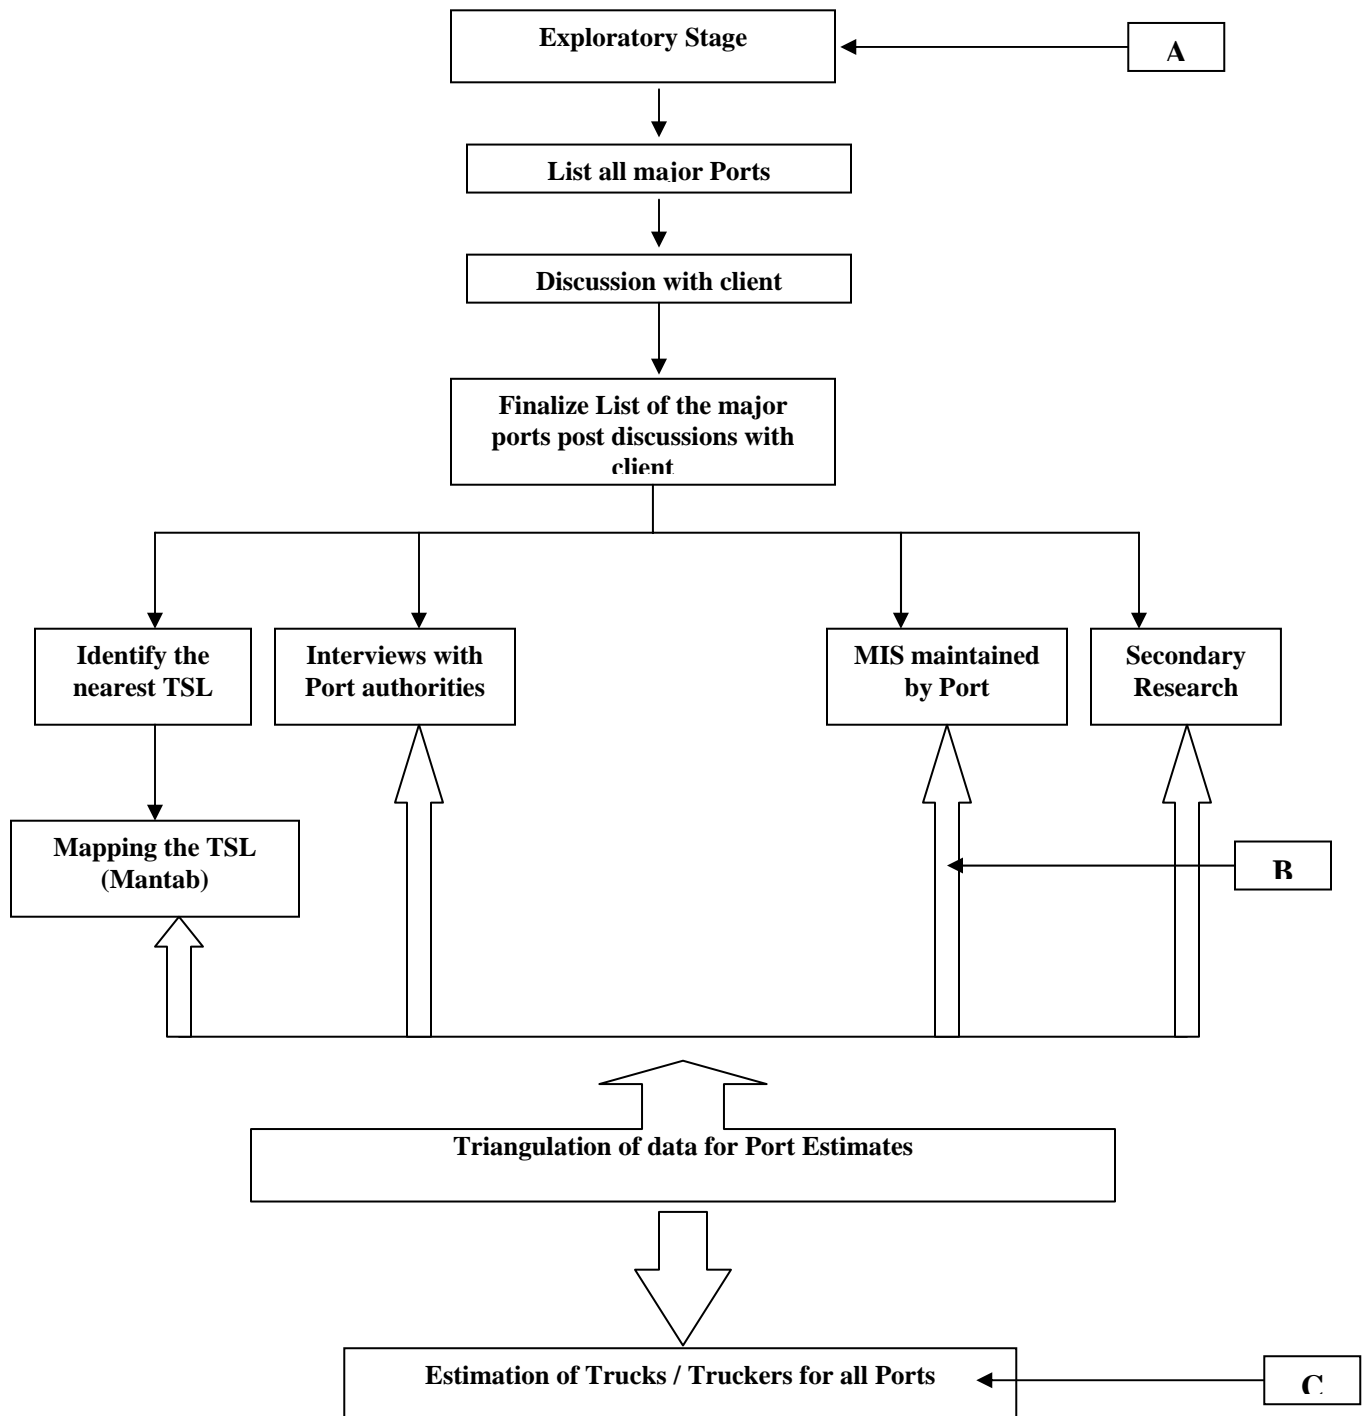 Exploratory Stage
A
List all major Ports
Discussion with client
Finalize List of the major
ports post discussions with
client
Identify the
nearest TSL
Interviews with
Port authorities
MIS maintained
by Port
Secondary
Research
Mapping the TSL
(Mantab)
B
Triangulation of data for Port Estimates
Estimation of Trucks / Truckers for all Ports
C